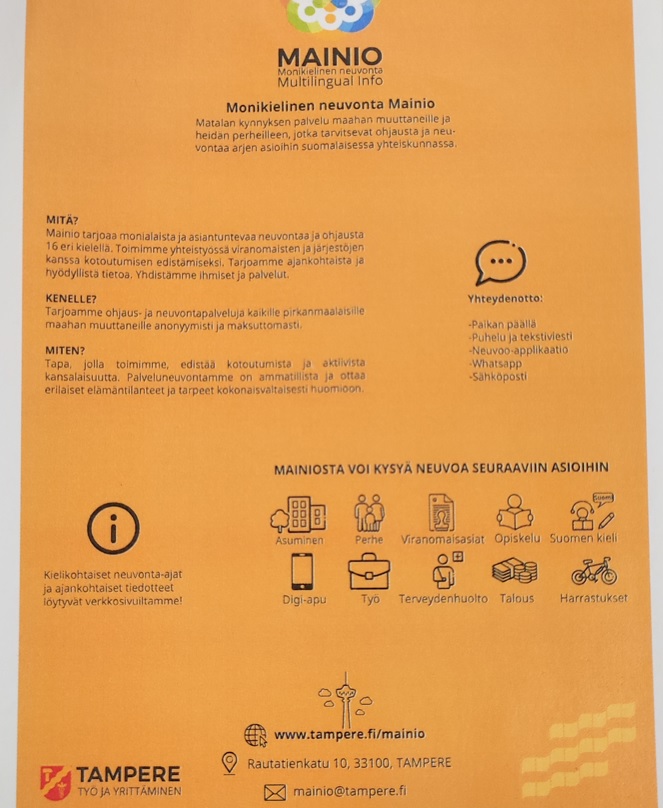 MAINIO
Monikielinen neuvonta
Multilingual Info
Monikielinen neuvonta Mainio
Matalan kynnyksen palvelu maahan muuttaneille ja
heidän perheilleen, jotka tarvitsevat ohjausta ja neu-
vontaa arjen asioihin suomalaisessa yhteiskunnassa.
MITÄ?
Mainio tarjoaa monialaista ja asiantuntevaa neuvontaa ja ohjausta
16 eri kielellä. Toimimme yhteistyössä viranomaisten ja järjestöjen
kanssa kotoutumisen edistämiseksi. Tarjoamme ajankohtaista ja
hyödyllistä tietoa. Yhdistämme ihmiset ja palvelut.
KENELLE?
Tarjoamme ohjaus- ja neuvontapalveluja kaikille pirkanmaalaisille
maahan muuttaneille anonyymisti ja maksuttomasti.
MITEN?
Tapa, jolla toimimme, edistää kotoutumista ja aktiivista
kansalaisuutta. Palveluneuvontamme on ammatillista ja ottaa
erilaiset elämäntilanteet ja tarpeet kokonaisvaltaisesti huomioon.
Yhteydenotto:
-Paikan päällä
-Puhelu ja tekstiviesti
-Neuvoo-applikaatio
-Whatsapp
-Sähköposti
MAINIOSTA VOI KYSYÄ NEUVOA SEURAAVIIN ASIOIHIN
Suomi
Asuminen Perhe Viranomaisasiat Opiskelu Suomen kieli
Digi-apu Työ Terveydenhuolto Talous Harrastukset
Kielikohtaiset neuvonta-ajat
ja ajankohtaiset tiedotteet
löytyvät verkkosivuiltamme!
www.tampere.fi/mainio
Rautatienkatu 10, 33100, TAMPERE
mainio@tampere.fi
TAMPERE
TYÖ JA YRITTÄMINEN